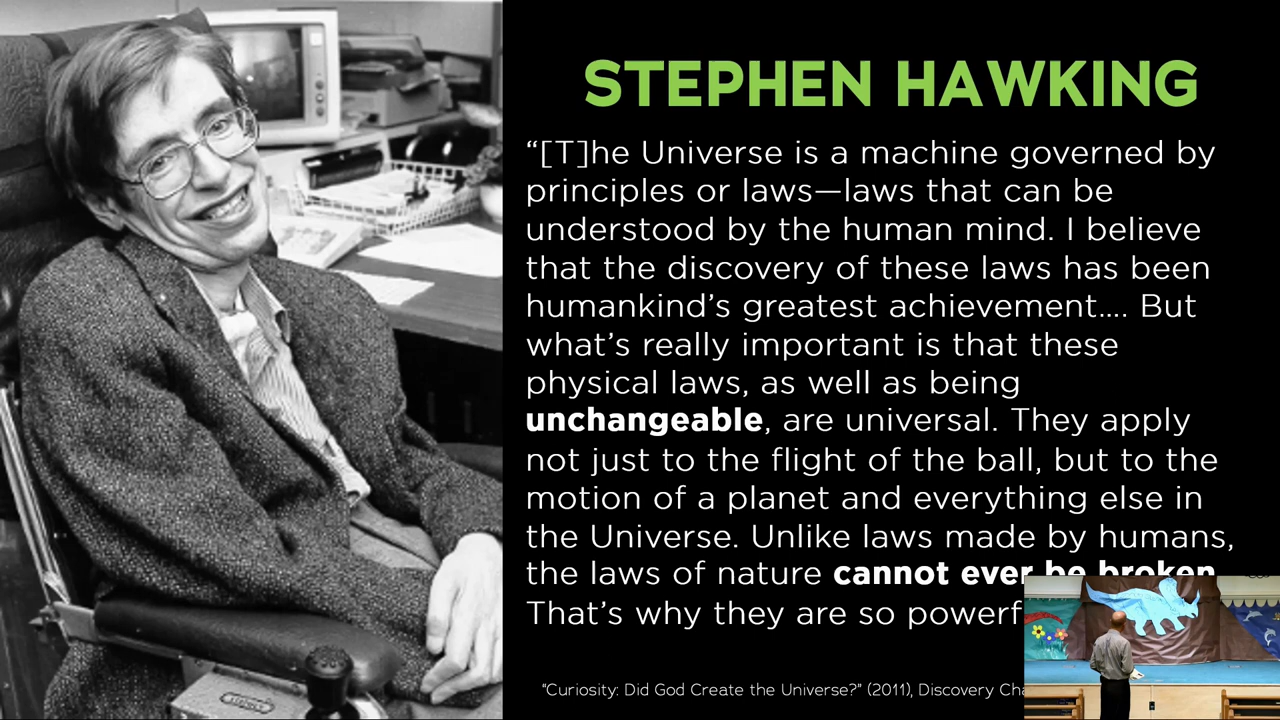 STEPHEN HAWKING
“[T]he Universe is a machine governed by
principles or laws—laws that can be
understood by the human mind. I believe
that the discovery of these laws has been
humankind’s greatest achievement.... But
what’s really important is that these
physical laws, as well as being
unchangeable, are universal. They apply
not just to the flight of the ball, but to the
motion of a planet and everything else in
the Universe. Unlike laws made by humans,
the laws of nature cannot ever be broken.
That’s why they are so
“Curiosity: Did God Create the Universe?” (2011), Discovery